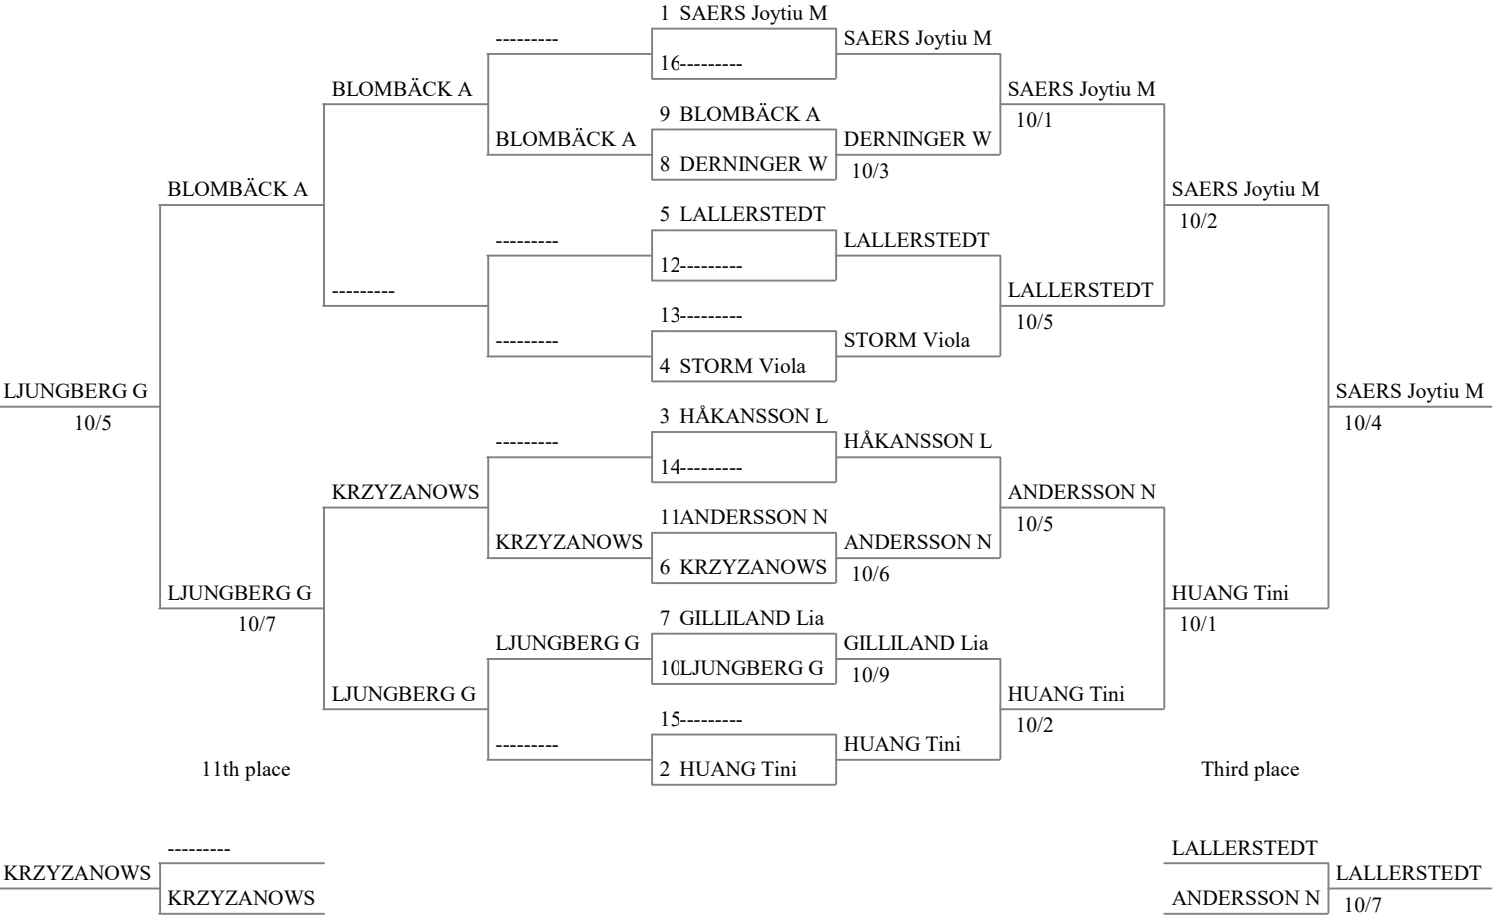 1 SAERS Joytiu M
--------- SAERS Joytiu M
16---------
BLOMBÄCK A SAERS Joytiu M
9 BLOMBÄCK A 10/1
BLOMBÄCK A DERNINGER W
8 DERNINGER W 10/3
BLOMBÄCK A SAERS Joytiu M
5 LALLERSTEDT 10/2
--------- LALLERSTEDT
12---------
--------- LALLERSTEDT
13--------- 10/5
--------- STORM Viola
4 STORM Viola
LJUNGBERG G SAERS Joytiu M
10/5 3 HÅKANSSON L 10/4
--------- HÅKANSSON L
14---------
KRZYZANOWS ANDERSSON N
11ANDERSSON N 10/5
KRZYZANOWS ANDERSSON N
6 KRZYZANOWS 10/6
LJUNGBERG G HUANG Tini
10/7 7 GILLILAND Lia 10/1
LJUNGBERG G GILLILAND Lia
10LJUNGBERG G 10/9
LJUNGBERG G HUANG Tini
15--------- 10/2
--------- HUANG Tini
11th place 2 HUANG Tini Third place
--------- LALLERSTEDT
KRZYZANOWS LALLERSTEDT
KRZYZANOWS ANDERSSON N 10/7